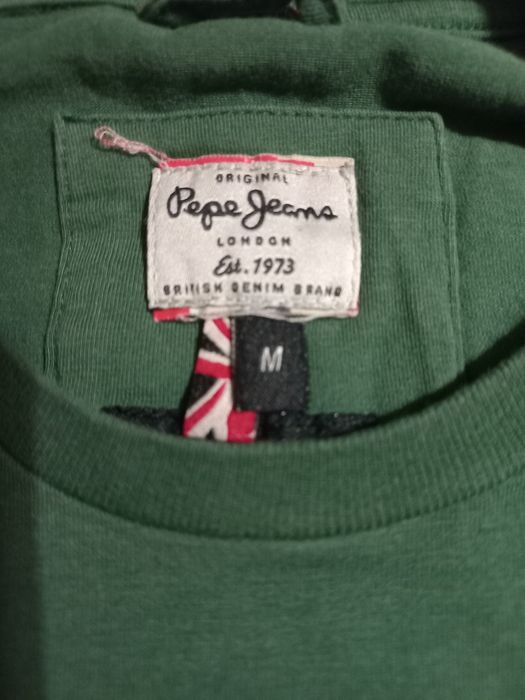 ORIGINAL
Pepe Jeans
LONDON
Est. 1973
BRITISH DENIM BRAND
M